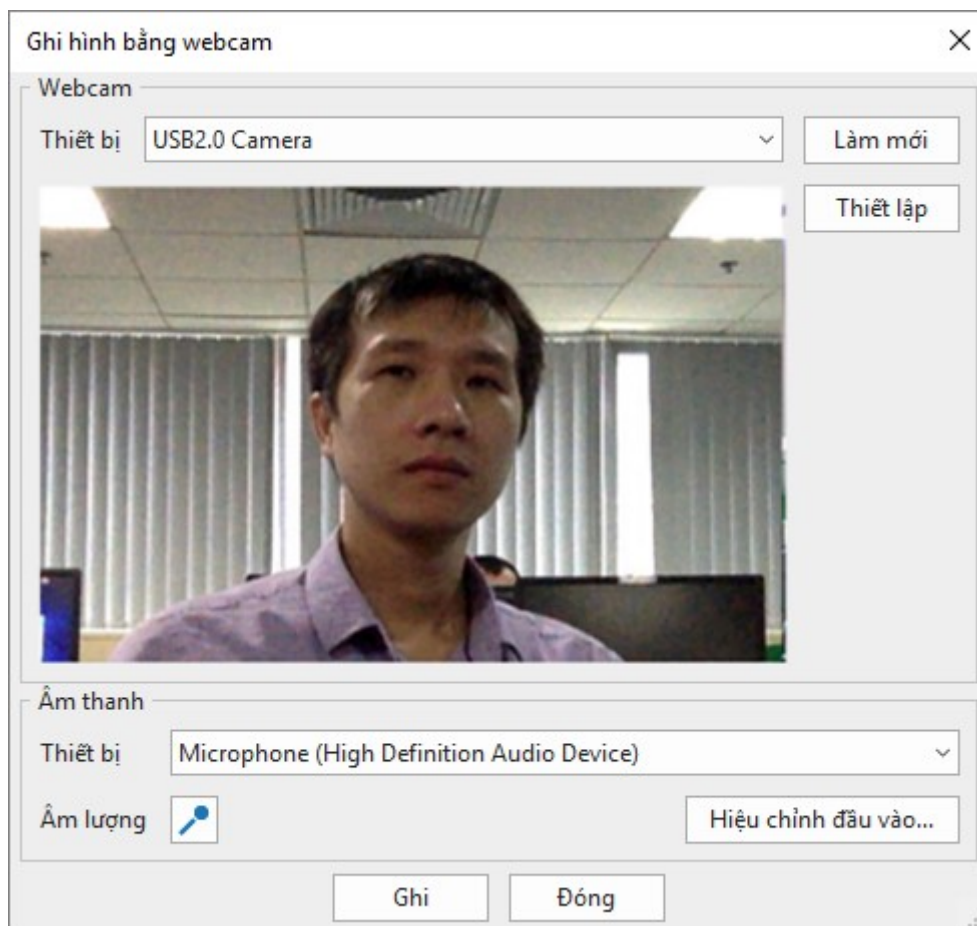 Ghi hình bằng webcam
Webcam
Thiết bị USB2.0 Camera Làm mới
Thiết lập
Âm thanh
Thiết bị Microphone (High Definition Audio Device)
Âm lượng Hiệu chỉnh đầu vào...
Ghi Đóng